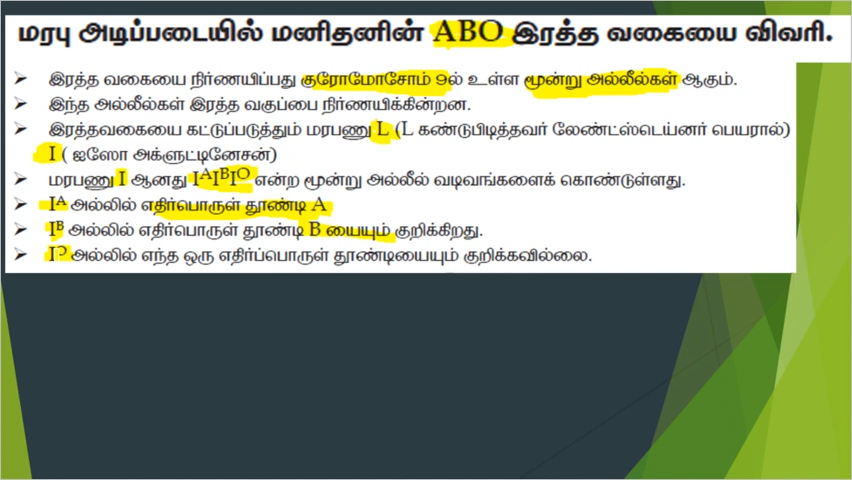 மரபு அடிப்படையில் மனிதனின் ABO இரத்த வகையை விவரி.
➤ இரத்த வகையை நிர்ணயிப்பது குரோமோசோம் 9ல் உள்ள மூன்று அல்லீல்கள் ஆகும்.
➤ இந்த அல்லீல்கள் இரத்த வகுப்பை நிர்ணயிக்கின்றன.
➤ இரத்தவகையை கட்டுப்படுத்தும் மரபணு L (L கண்டுபிடித்தவர் லேண்ட்ஸ்டெய்னர் பெயரால்)
I ( ஐஸோ அக்ளுட்டினேசன்)
➤ மரபணு I ஆனது Iᴬ Iᴮ Iᴼ என்ற மூன்று அல்லீல் வடிவங்களைக் கொண்டுள்ளது.
➤ Iᴬ அல்லில் எதிர்பொருள் தூண்டி A
➤ Iᴮ அல்லில் எதிர்பொருள் தூண்டி B யையும் குறிக்கிறது.
➤ Iᴼ அல்லில் எந்த ஒரு எதிர்ப்பொருள் தூண்டியையும் குறிக்கவில்லை.